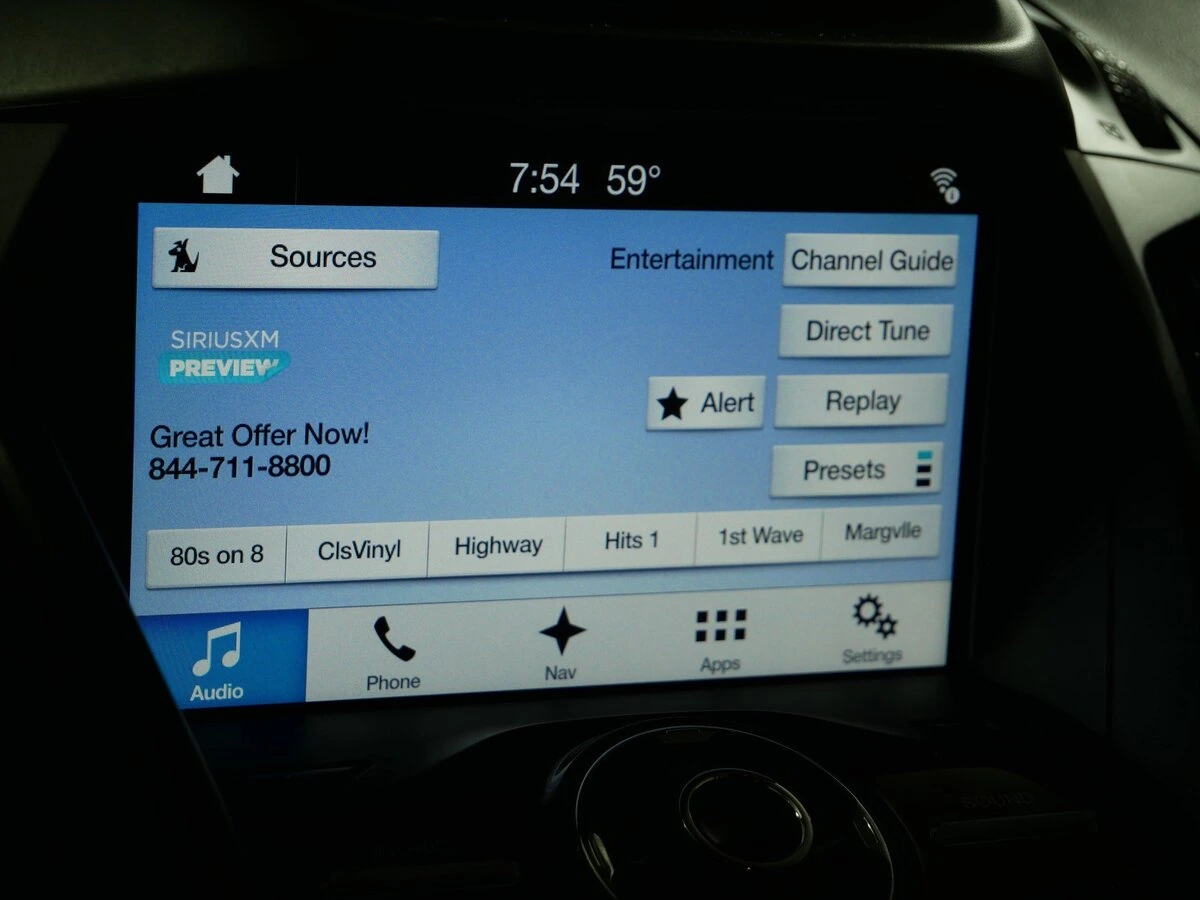 7:54 59°
Sources
Entertainment
Channel Guide
SIRIUSXM
PREVIEW
Direct Tune
Alert
Replay
Great Offer Now!
844-711-8800
Presets
80s on 8
ClsVinyl
Highway
Hits 1
1st Wave
Margvlle
Audio
Phone
Nav
Apps
Settings
SOUND